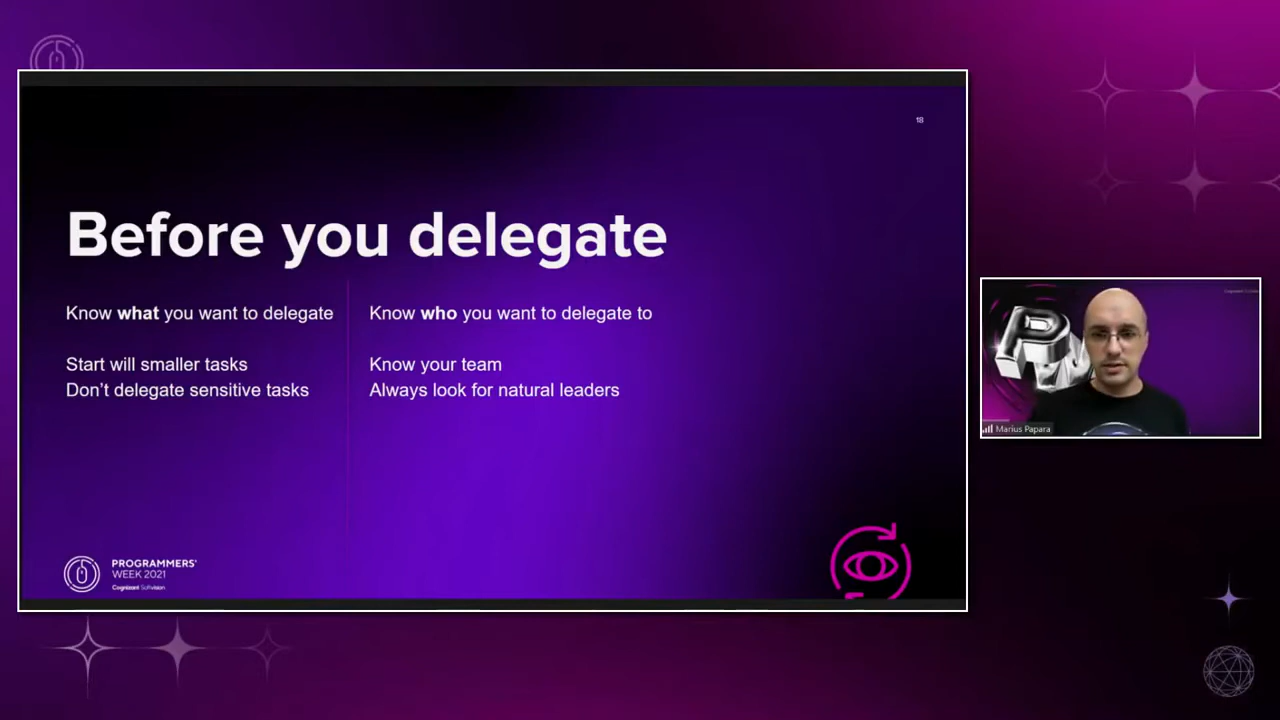 18
Before you delegate
Know what you want to delegate
Start will smaller tasks
Don't delegate sensitive tasks
Know who you want to delegate to
Know your team
Always look for natural leaders
PROGRAMMERS'
WEEK 2021
Cognizant Softvision
Marius Papara